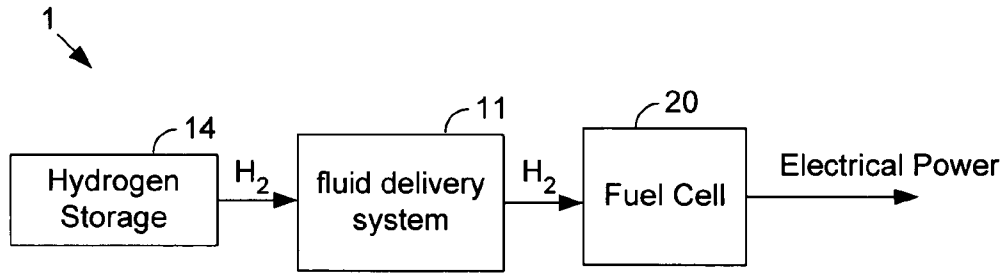 1
14
11
20
Hydrogen
Storage
H2
fluid delivery
system
H2
Fuel Cell
Electrical Power